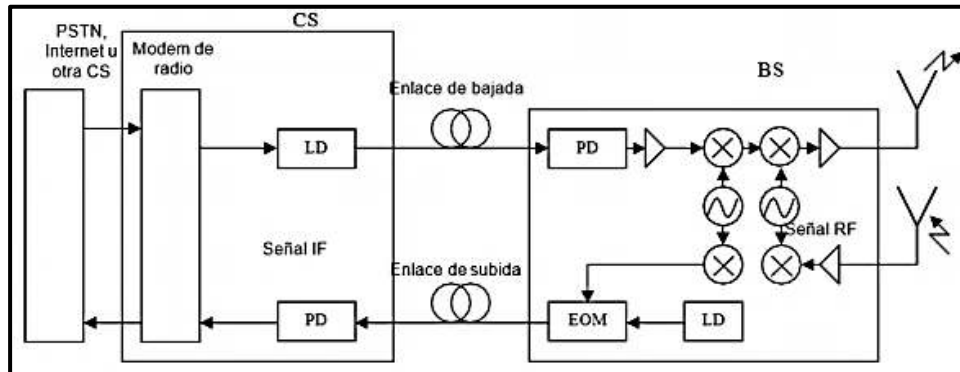 CS
PSTN,
Internet u
otra CS
Modem de
radio
BS
Enlace de bajada
LD
PD
Señal IF
Señal RF
Enlace de subida
PD
EOM
LD